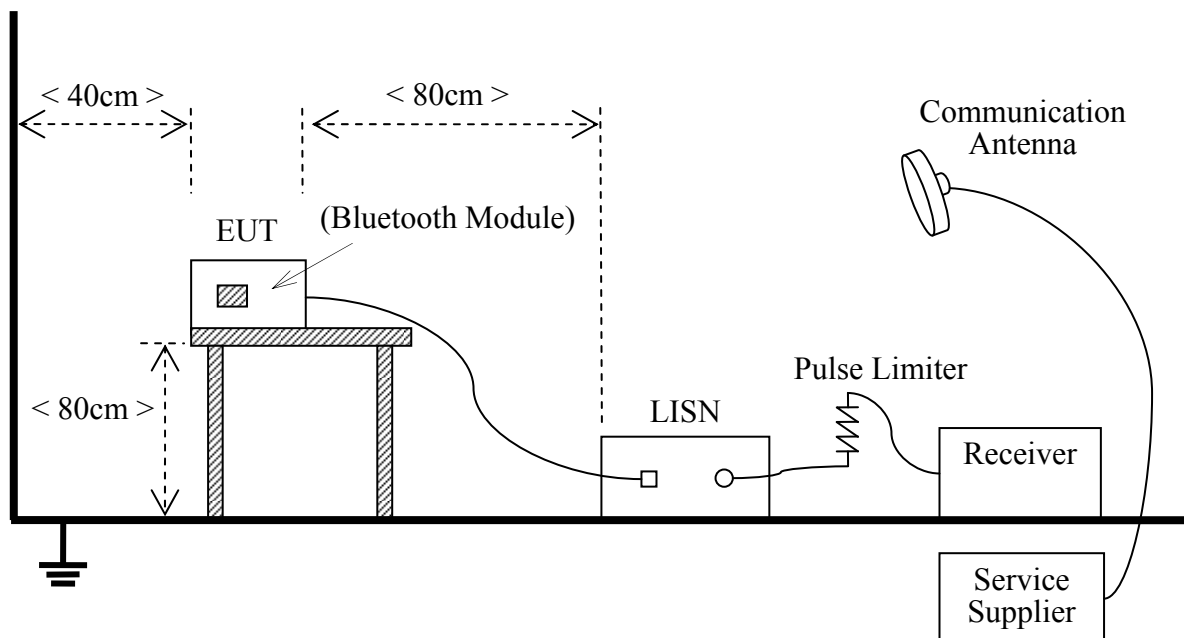 < 40cm >
< 80cm >
Communication
Antenna
(Bluetooth Module)
EUT
Pulse Limiter
< 80cm >
LISN
Receiver
Service
Supplier